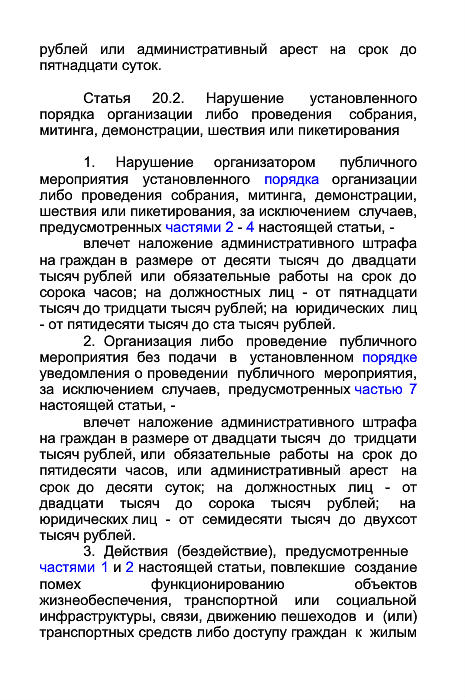 рублей или административный арест на срок до
пятнадцати суток.
Статья 20.2. Нарушение установленного
порядка организации либо проведения собрания,
митинга, демонстрации, шествия или пикетирования
1. Нарушение организатором публичного
мероприятия установленного порядка организации
либо проведения собрания, митинга, демонстрации,
шествия или пикетирования, за исключением случаев,
предусмотренных частями 2 - 4 настоящей статьи, -
влечет наложение административного штрафа
на граждан в размере от десяти тысяч до двадцати
тысяч рублей или обязательные работы на срок до
сорока часов; на должностных лиц - от пятнадцати
тысяч до тридцати тысяч рублей; на юридических лиц
- от пятидесяти тысяч до ста тысяч рублей.
2. Организация либо проведение публичного
мероприятия без подачи в установленном порядке
уведомления о проведении публичного мероприятия,
за исключением случаев, предусмотренных частью 7
настоящей статьи, -
влечет наложение административного штрафа
на граждан в размере от двадцати тысяч до тридцати
тысяч рублей, или обязательные работы на срок до
пятидесяти часов, или административный арест на
срок до десяти суток; на должностных лиц - от
двадцати тысяч до сорока тысяч рублей; на
юридических лиц - от семидесяти тысяч до двухсот
тысяч рублей.
3. Действия (бездействие), предусмотренные
частями 1 и 2 настоящей статьи, повлекшие создание
помех функционированию объектов
жизнеобеспечения, транспортной или социальной
инфраструктуры, связи, движению пешеходов и (или)
транспортных средств либо доступу граждан к жилым